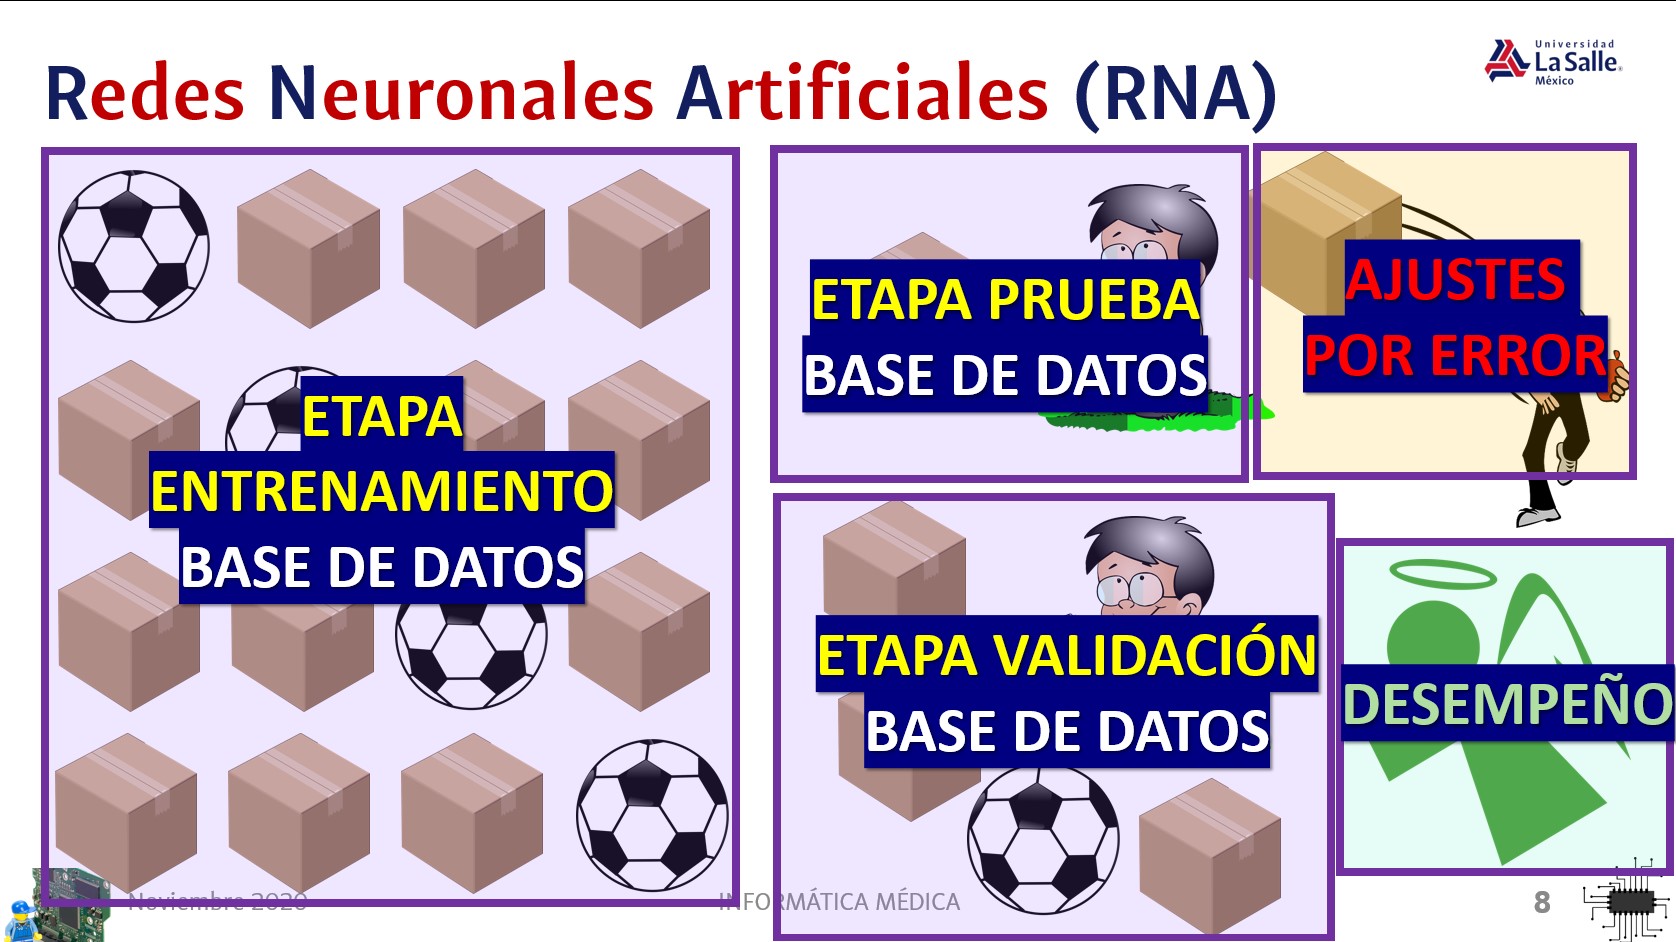 Redes Neuronales Artificiales (RNA)
Universidad
La Salle®
México
ETAPA
ENTRENAMIENTO
BASE DE DATOS
ETAPA PRUEBA
BASE DE DATOS
AJUSTES
POR ERROR
ETAPA VALIDACIÓN
BASE DE DATOS
DESEMPEÑO
Noviembre 2020
INFORMÁTICA MÉDICA
8